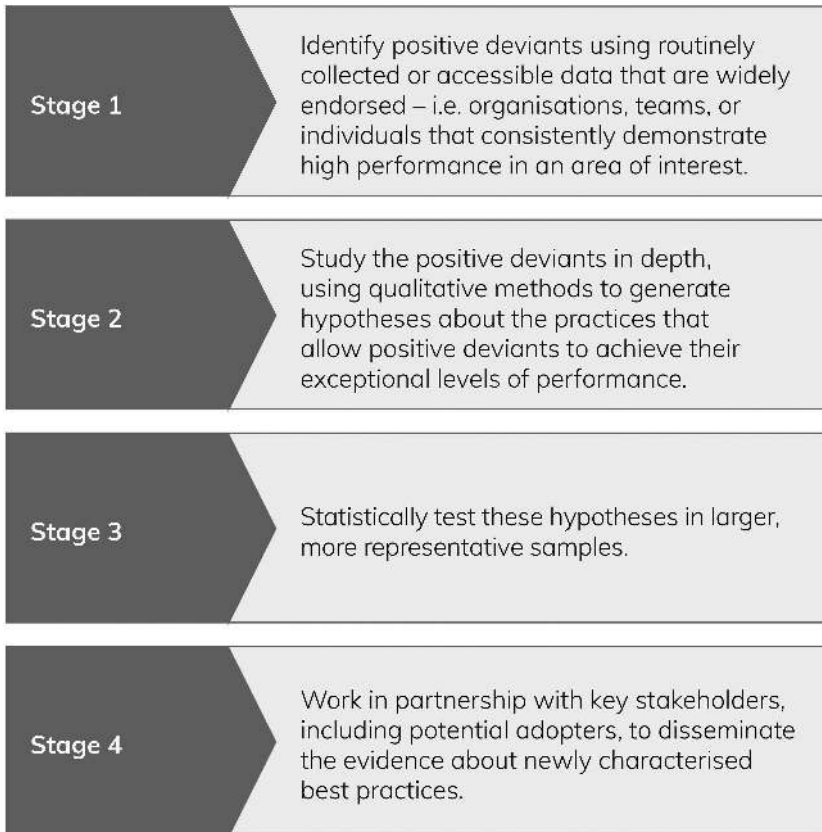 Stage 1
Identify positive deviants using routinely
collected or accessible data that are widely
endorsed – i.e. organisations, teams, or
individuals that consistently demonstrate
high performance in an area of interest.
Stage 2
Study the positive deviants in depth,
using qualitative methods to generate
hypotheses about the practices that
allow positive deviants to achieve their
exceptional levels of performance.
Stage 3
Statistically test these hypotheses in larger,
more representative samples.
Stage 4
Work in partnership with key stakeholders,
including potential adopters, to disseminate
the evidence about newly characterised
best practices.